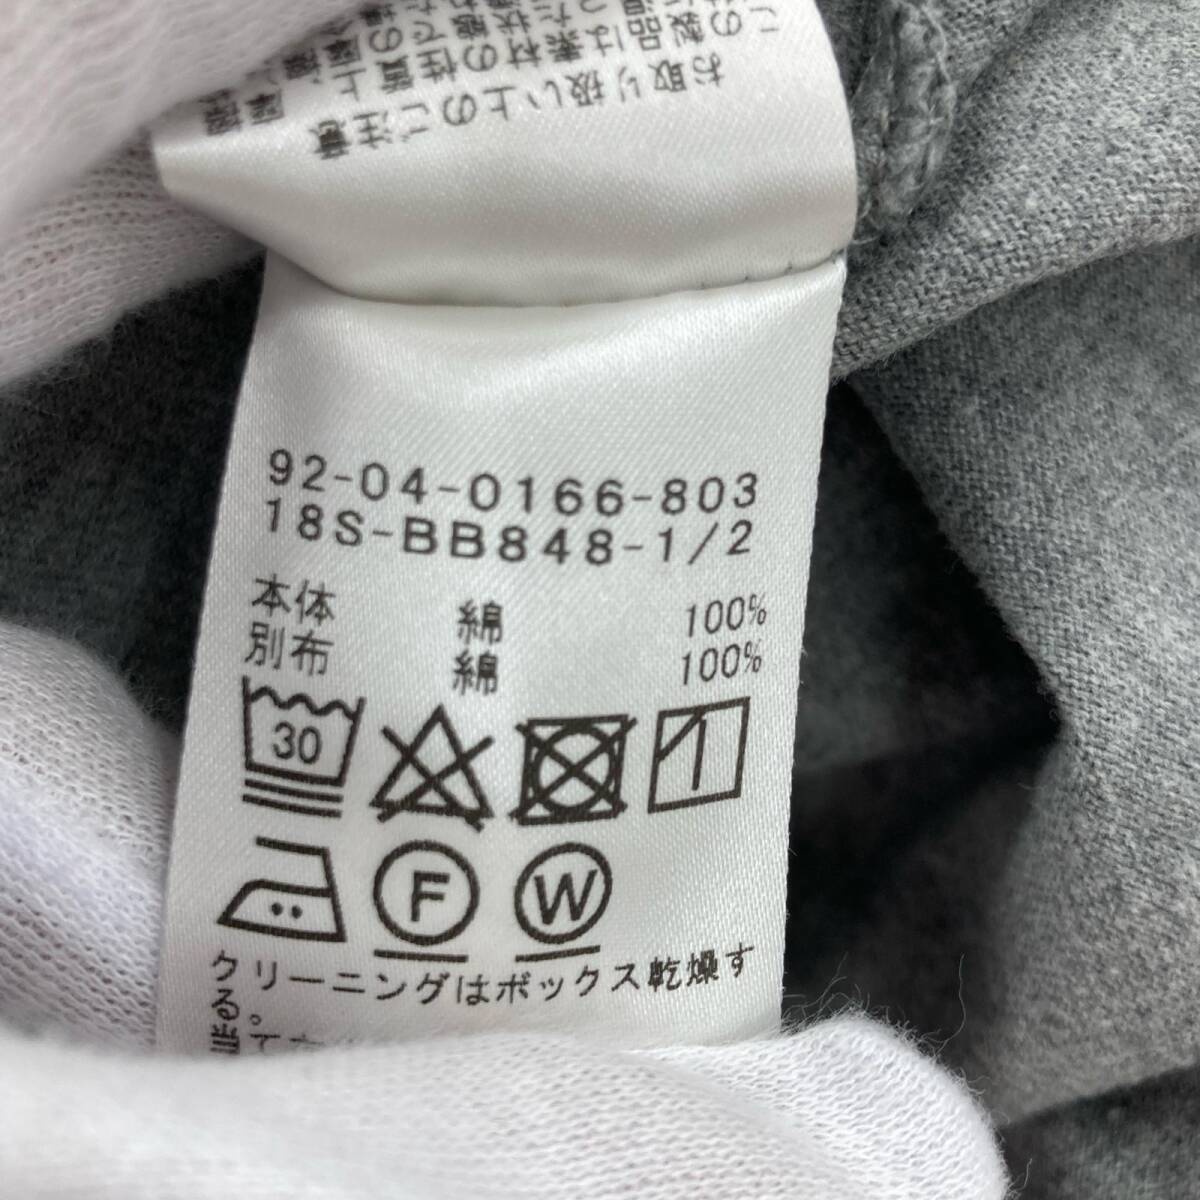 お取り扱い上のご注意
92-04-0166-803
18S-BB848-1/2
本体 綿 100%
別布 綿 100%
30
F W
クリーニングはボックス乾燥す
る。